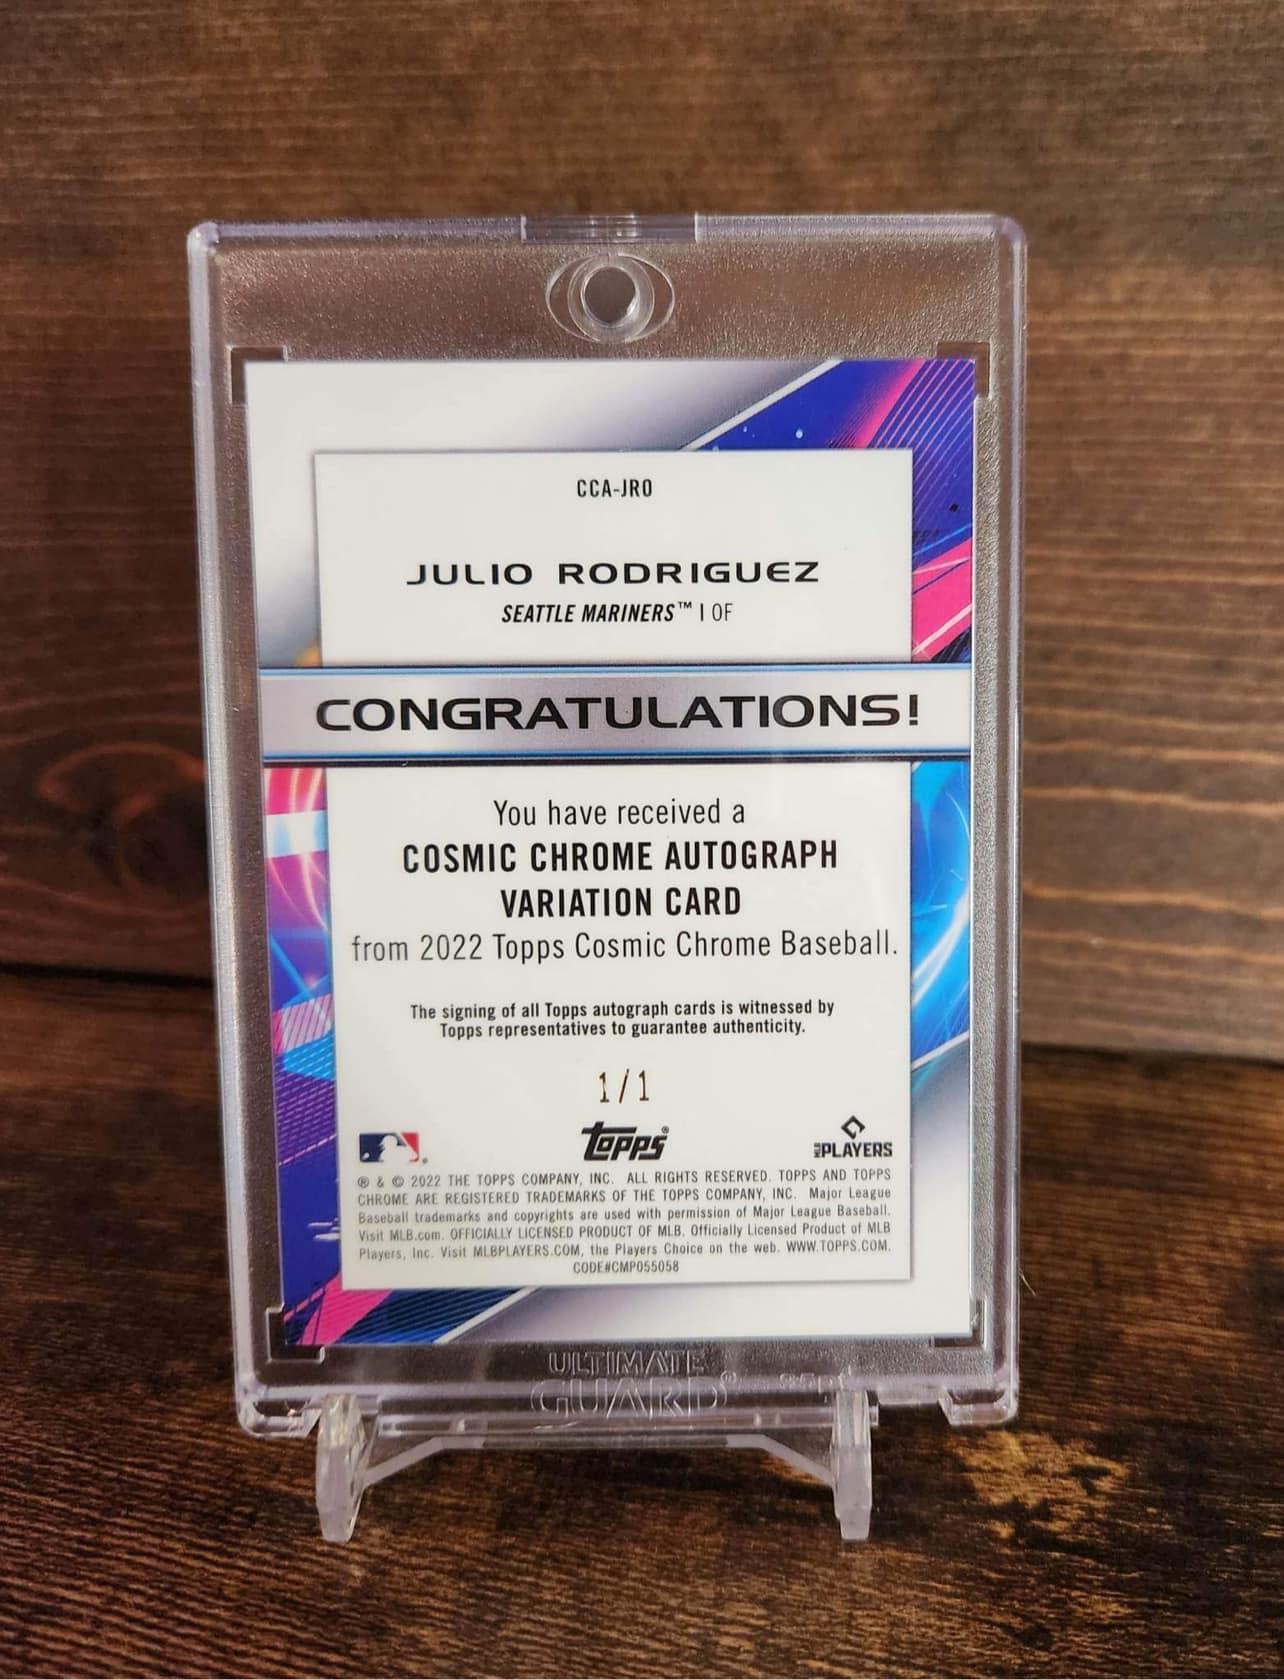 CCA-JRO
JULIO RODRIGUEZ
SEATTLE MARINERS™ | OF
CONGRATULATIONS!
You have received a
COSMIC CHROME AUTOGRAPH
VARIATION CARD
from 2022 Topps Cosmic Chrome Baseball.
The signing of all Topps autograph cards is witnessed by
Topps representatives to guarantee authenticity.
1/1
Topps®
MLB PLAYERS
® & © 2022 THE TOPPS COMPANY, INC. ALL RIGHTS RESERVED. TOPPS AND TOPPS
CHROME ARE REGISTERED TRADEMARKS OF THE TOPPS COMPANY, INC. Major League
Baseball trademarks and copyrights are used with permission of Major League Baseball.
Visit MLB.com. OFFICIALLY LICENSED PRODUCT OF MLB. Officially Licensed Product of MLB
Players, Inc. Visit MLBPLAYERS.COM, the Players Choice on the web. WWW.TOPPS.COM.
CODE#CMP055058
ULTIMATE
GUARD®